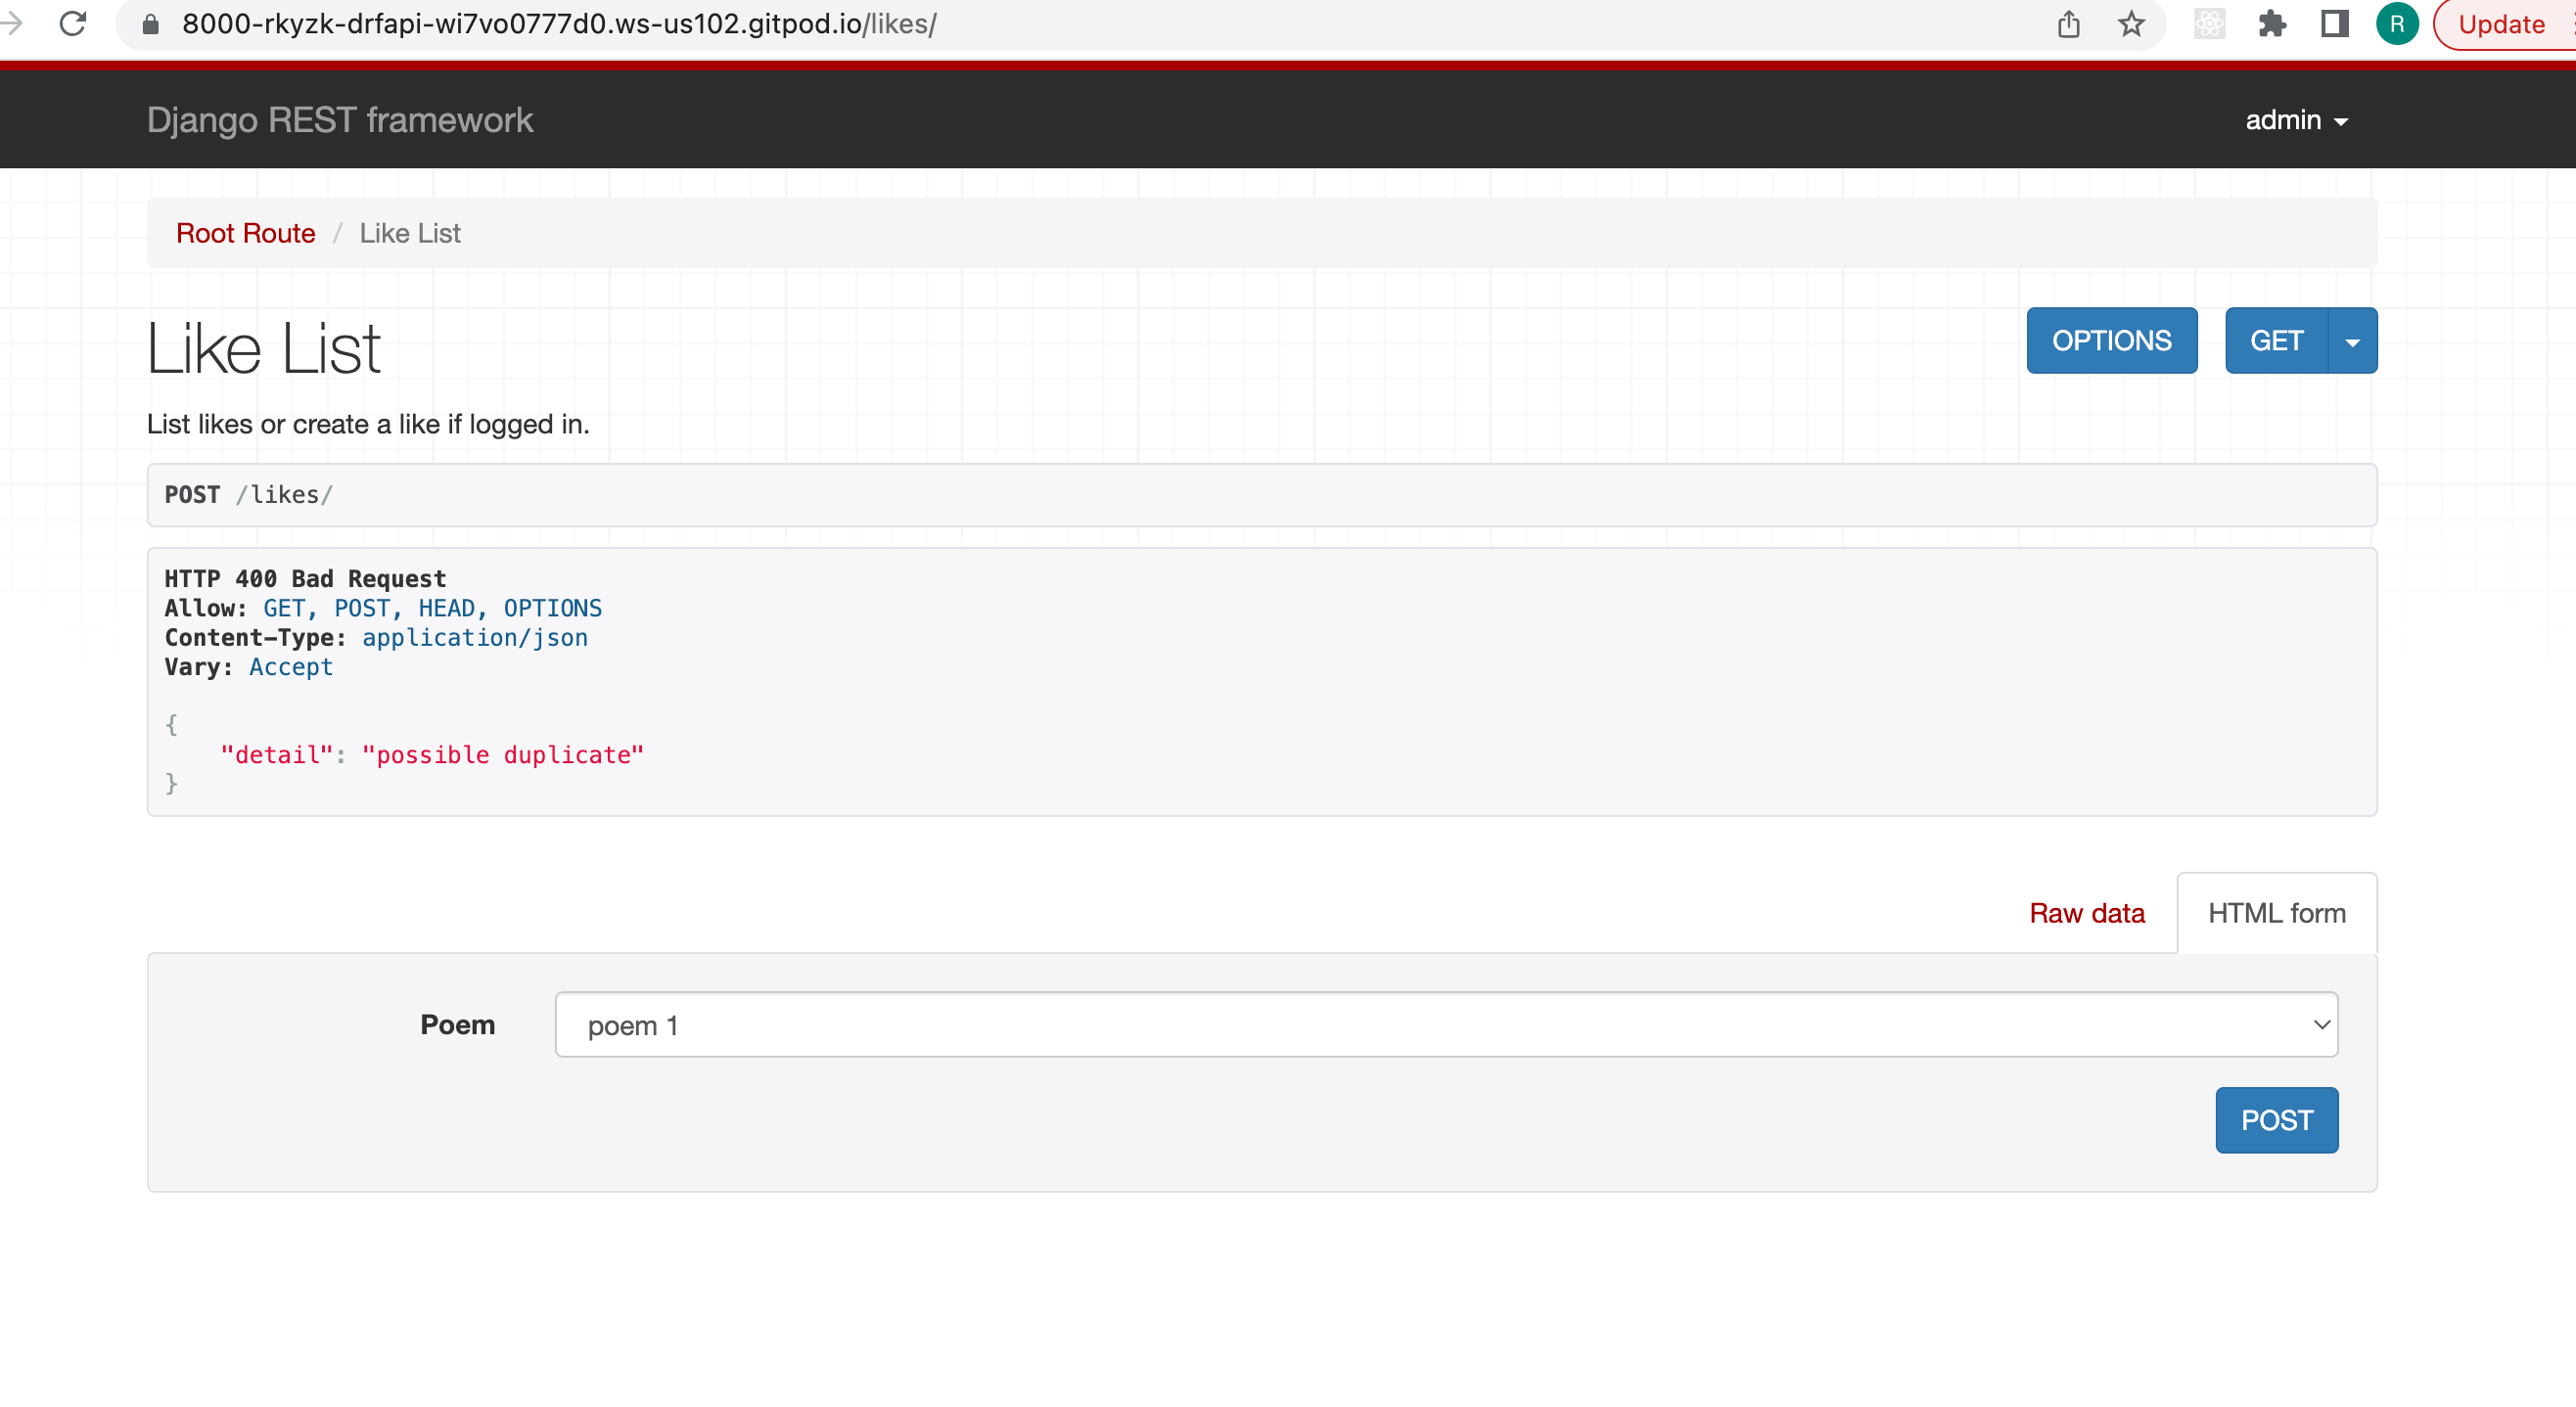 8000-rkyzk-drfapi-wi7vo0777d0.ws-us102.gitpod.io/likes/
R
Update
Django REST framework
admin
Root Route / Like List
Like List
OPTIONS
GET
List likes or create a like if logged in.
POST /likes/
HTTP 400 Bad Request
Allow: GET, POST, HEAD, OPTIONS
Content-Type: application/json
Vary: Accept
{
"detail": "possible duplicate"
}
Raw data
HTML form
Poem
poem 1
POST